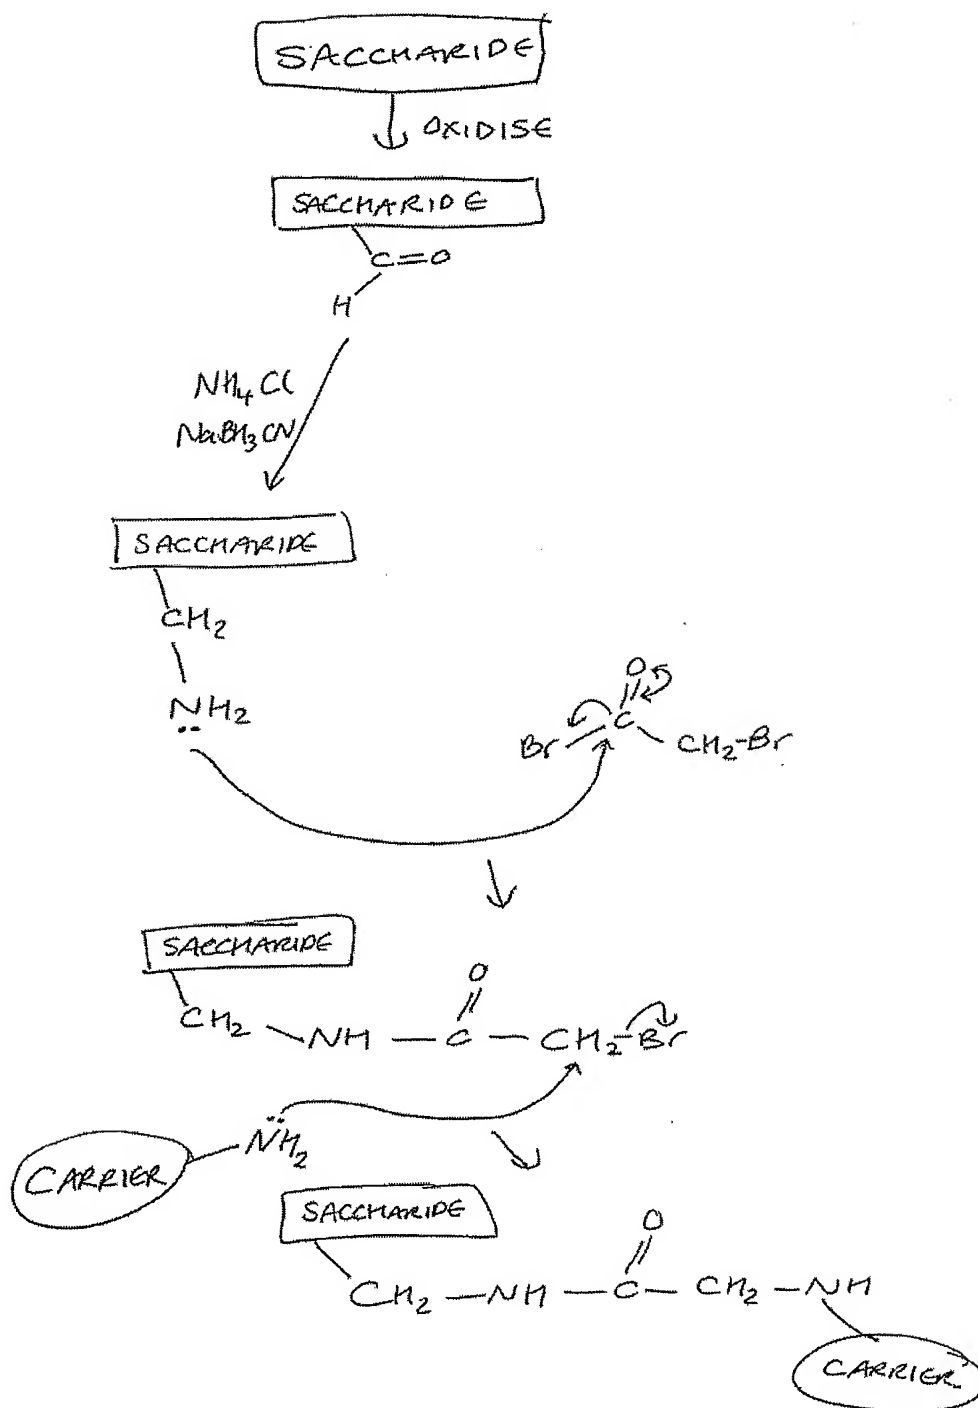 SACCHARIDE
OXIDISE
SACCHARIDE
C=O
H
NH4Cl
NaBH3CN
SACCHARIDE
CH2
NH2
O
Br C CH2-Br
SACCHARIDE
O
CH2 - NH - C - CH2-Br
CARRIER NH2
SACCHARIDE
O
CH2 - NH - C - CH2 - NH
CARRIER